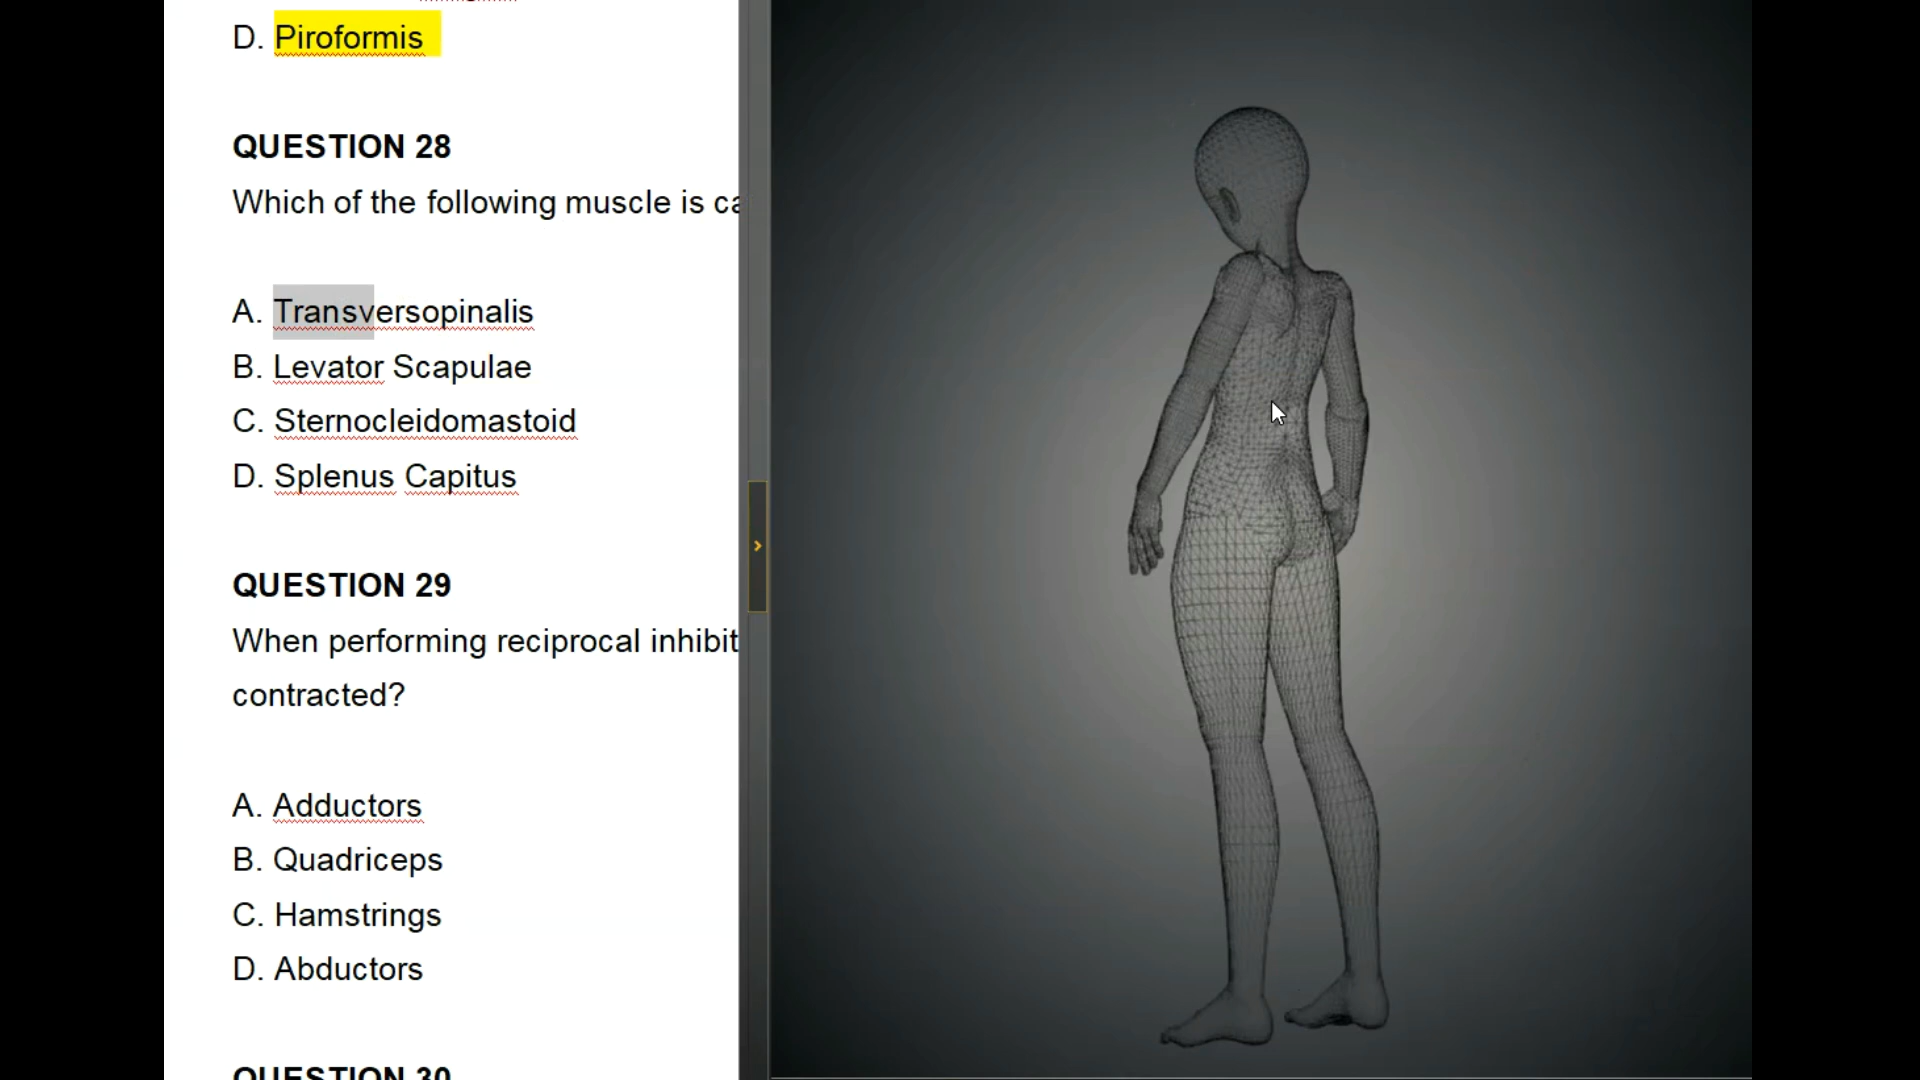 D. Piroformis
QUESTION 28
Which of the following muscle is
A. Transversopinalis
B. Levator Scapulae
C. Sternocleidomastoid
D. Splenus Capitus
QUESTION 29
When performing reciprocal inhibit
contracted?
A. Adductors
B. Quadriceps
C. Hamstrings
D. Abductors
QUESTION 30